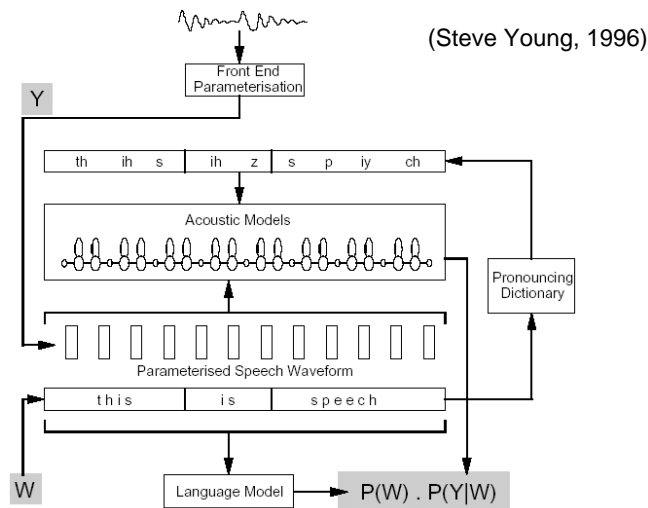 (Steve Young, 1996)
Front End
Parameterisation
Y
th ih s ih z s p iy ch
Acoustic Models
Pronouncing
Dictionary
Parameterised Speech Waveform
this is speech
W
Language Model
P(W) . P(Y|W)